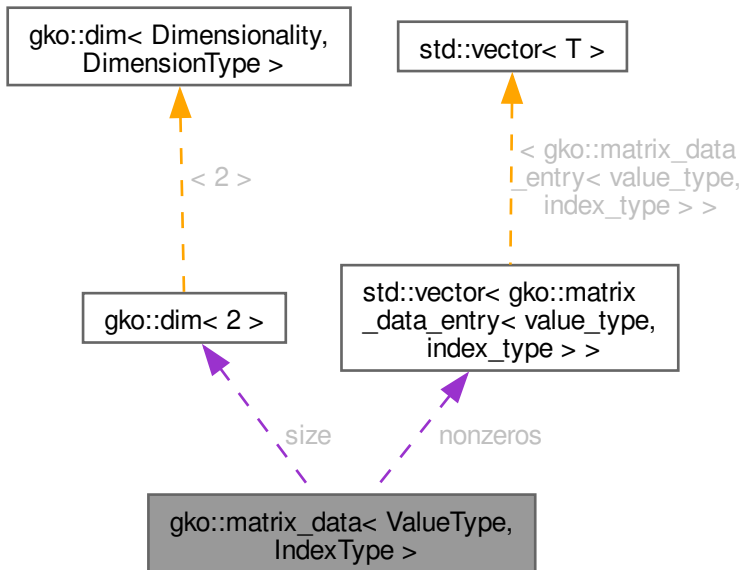 gko::dim< Dimensionality,
DimensionType >
std::vector< T >
< 2 >
< gko::matrix_data
_entry< value_type,
index_type > >
gko::dim< 2 >
std::vector< gko::matrix
_data_entry< value_type,
index_type > >
size
nonzeros
gko::matrix_data< ValueType,
IndexType >